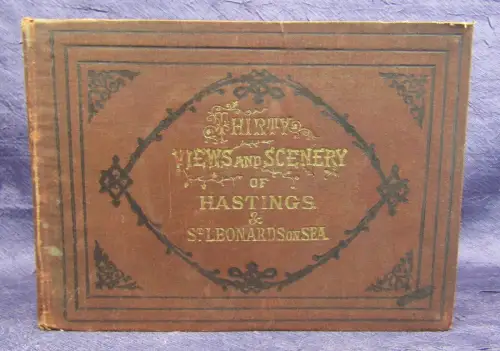 THIRTY
VIEWS AND SCENERY
OF
HASTINGS
&
ST LEONARDS ON SEA